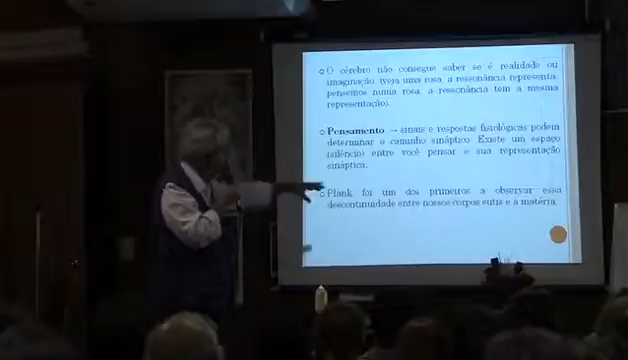 O cérebro não consegue saber se é realidade ou
imaginação. (veja uma rosa, a ressonância representa,
pensemos numa rosa, a ressonância tem a mesma
representação).
Pensamento → sinais e respostas fisiológicas podem
determinar o caminho sináptico. Existe um espaço
(silêncio) entre você pensar e sua representação
sináptica.
Plank foi um dos primeiros a observar essa
descontinuidade entre nossos corpos sutis e a matéria.